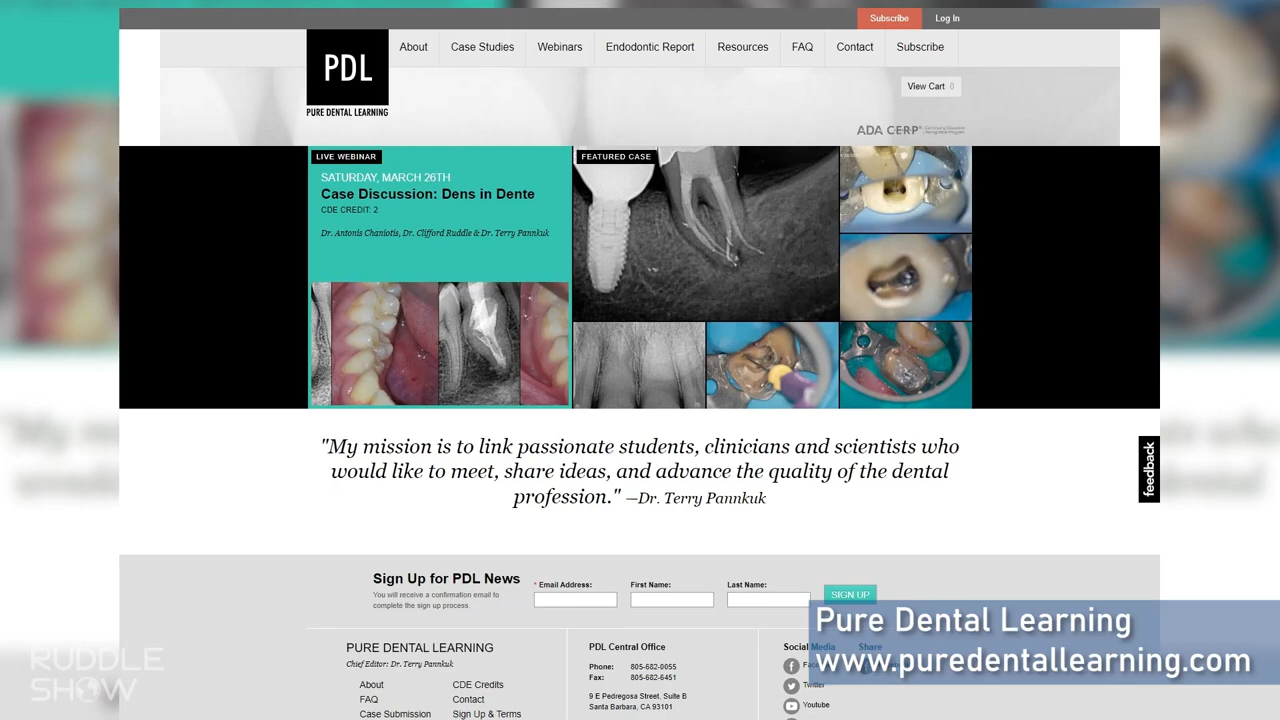 Subscribe
Log In
PDL
PURE DENTAL LEARNING
About
Case Studies
Webinars
Endodontic Report
Resources
FAQ
Contact
Subscribe
View Cart 0
ADA C·E·R·P®
LIVE WEBINAR
SATURDAY, MARCH 26TH
Case Discussion: Dens in Dente
CDE CREDIT: 2
Dr. Antonis Chaniotis, Dr. Clifford Ruddle & Dr. Terry Pannkuk
FEATURED CASE
"My mission is to link passionate students, clinicians and scientists who
would like to meet, share ideas, and advance the quality of the dental
profession." —Dr. Terry Pannkuk
feedback
Sign Up for PDL News
You will receive a confirmation email to
complete the sign up process.
* Email Address:
First Name:
Last Name:
SIGN UP
PURE DENTAL LEARNING
Chief Editor: Dr. Terry Pannkuk
About
FAQ
Case Submission
CDE Credits
Contact
Sign Up & Terms
PDL Central Office
Phone: 805-682-0055
Fax: 805-682-6451
9 E Pedregosa Street, Suite B
Santa Barbara, CA 93101
Social Media
Share
Twitter
Youtube
Pure Dental Learning
www.puredentallearning.com
RUDDLE
SHOW